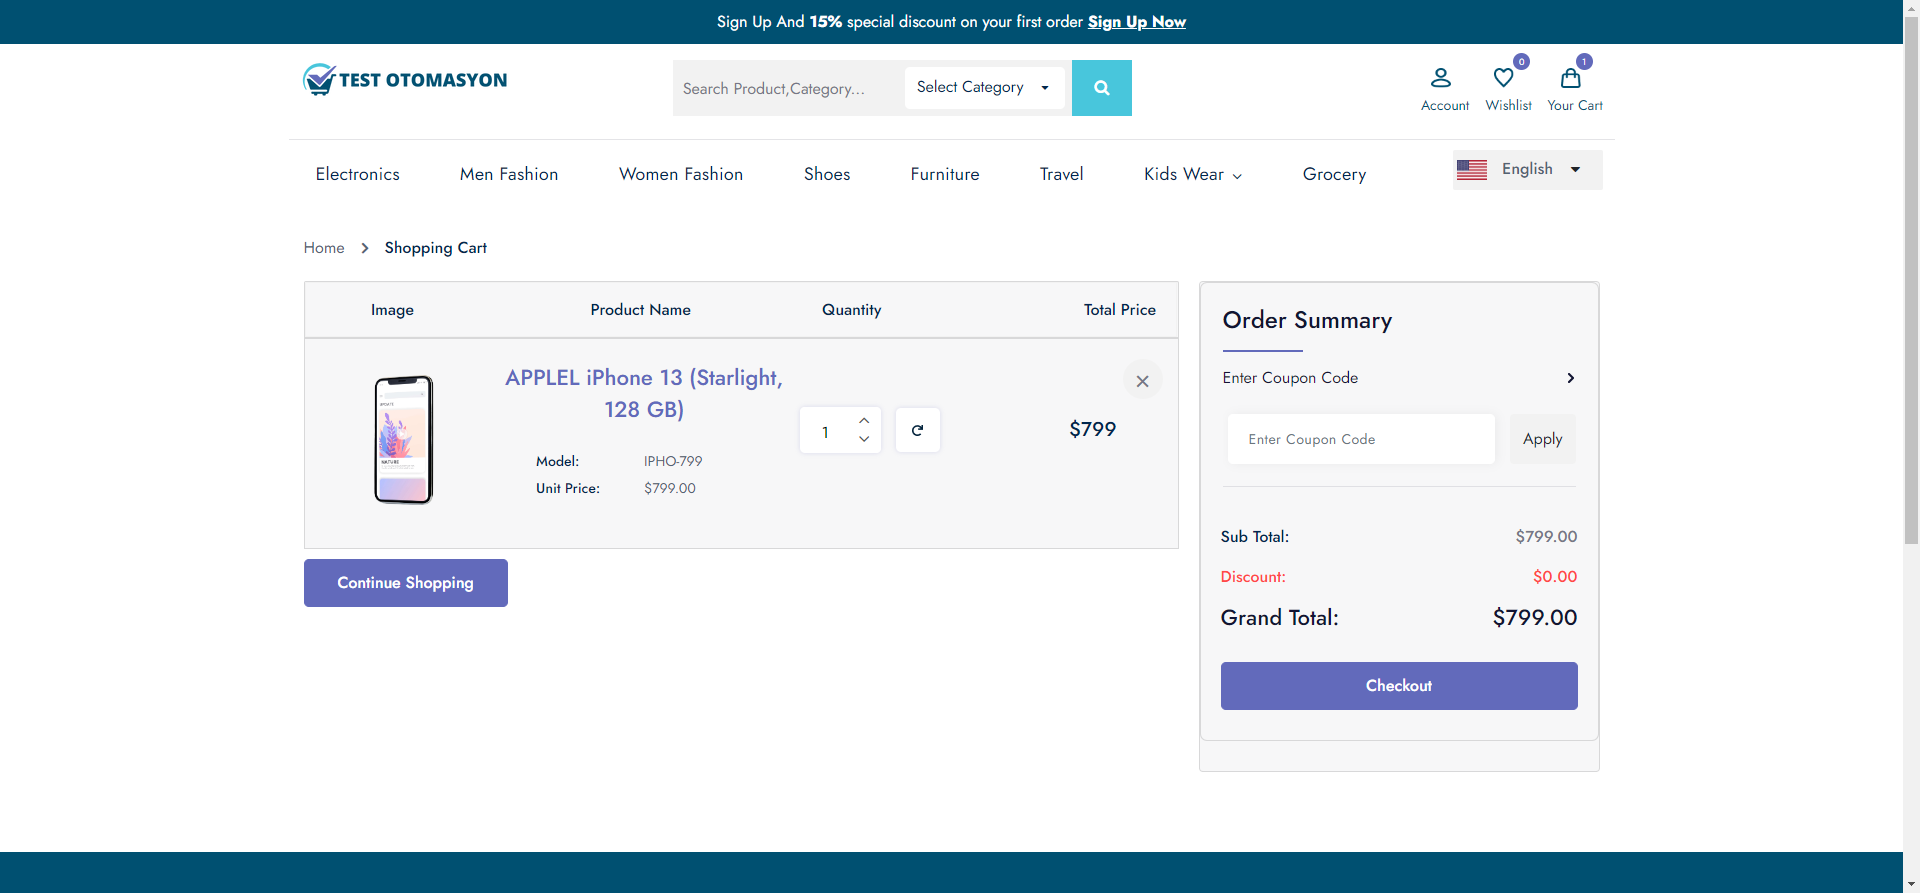 Sign Up And 15% special discount on your first order Sign Up Now
TEST OTOMASYON
Search Product,Category...
Select Category
0
1
Account
Wishlist
Your Cart
Electronics
Men Fashion
Women Fashion
Shoes
Furniture
Travel
Kids Wear
Grocery
English
Home
Shopping Cart
Image
Product Name
Quantity
Total Price
APPLEL iPhone 13 (Starlight,
128 GB)
Model: IPHO-799
Unit Price: $799.00
1
$799
Continue Shopping
Order Summary
Enter Coupon Code
Enter Coupon Code
Apply
Sub Total: $799.00
Discount: $0.00
Grand Total: $799.00
Checkout